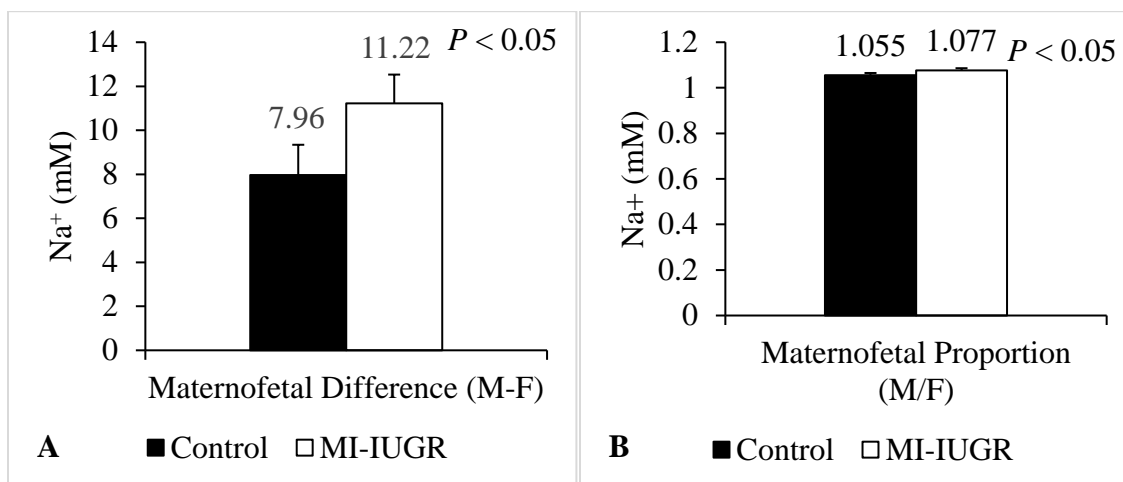 14
12
10
8
6
4
2
0
Na⁺ (mM)
7.96
11.22
P < 0.05
Maternofetal Difference (M-F)
A
Control
MI-IUGR
1.2
1
0.8
0.6
0.4
0.2
0
Na+ (mM)
1.055
1.077
P < 0.05
Maternofetal Proportion
(M/F)
B
Control
MI-IUGR